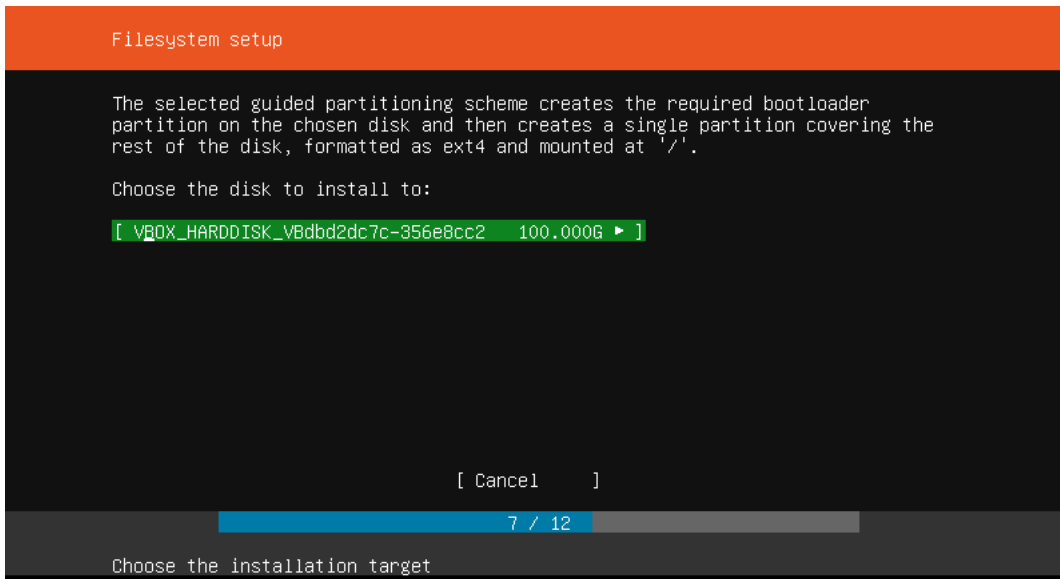 Filesystem setup
The selected guided partitioning scheme creates the required bootloader
partition on the chosen disk and then creates a single partition covering the
rest of the disk, formatted as ext4 and mounted at '/'.
Choose the disk to install to:
[ VBOX_HARDDISK_VBdbd2dc7c-356e8cc2   100.000G ▸ ]
[ Cancel     ]
7 / 12
Choose the installation target